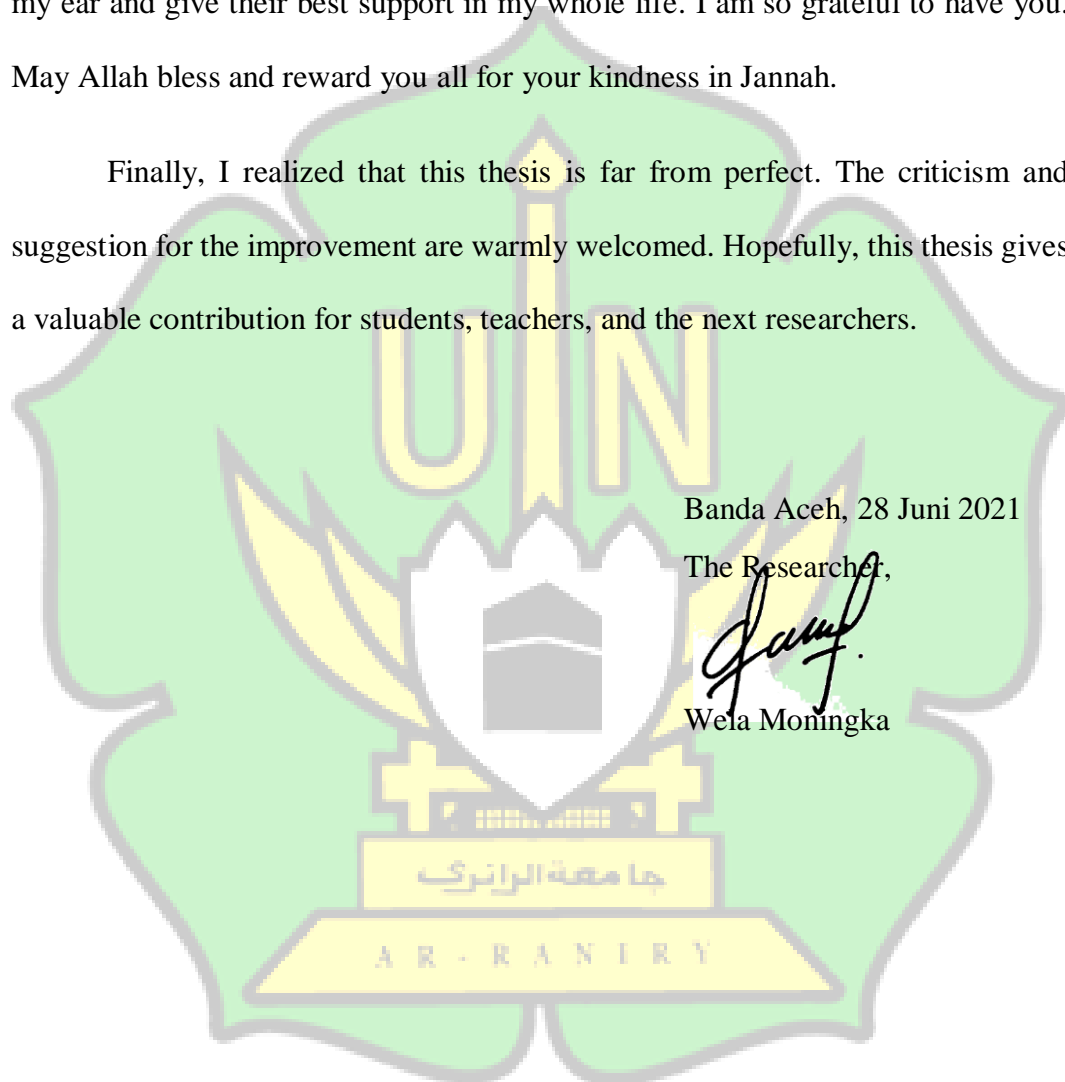 my ear and give their best support in my whole life. I am so grateful to have you.
May Allah bless and reward you all for your kindness in Jannah.
Finally, I realized that this thesis is far from perfect. The criticism and
suggestion for the improvement are warmly welcomed. Hopefully, this thesis gives
a valuable contribution for students, teachers, and the next researchers.
UIN
Banda Aceh, 28 Juni 2021
The Researcher,
Wela Moningka
جامعة الرانري
AR-RANIRY